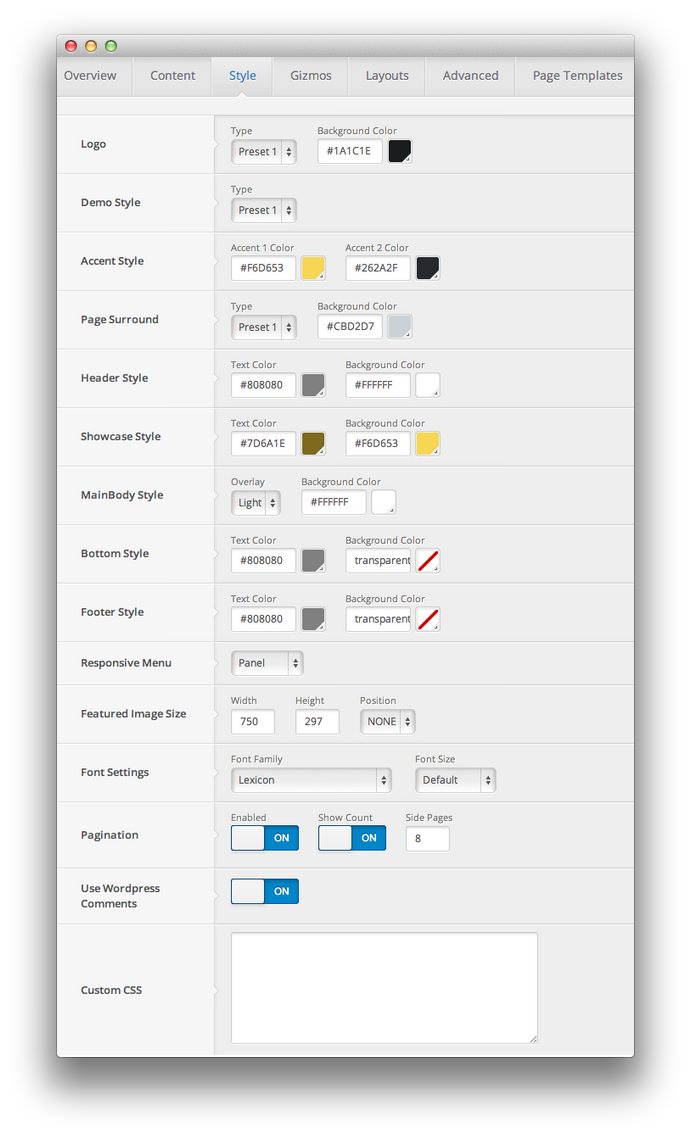 Overview Content Style Gizmos Layouts Advanced Page Templates
Logo
Type Background Color
Preset 1 #1A1C1E
Demo Style
Type
Preset 1
Accent Style
Accent 1 Color Accent 2 Color
#F6D653 #262A2F
Page Surround
Type Background Color
Preset 1 #CBD2D7
Header Style
Text Color Background Color
#808080 #FFFFFF
Showcase Style
Text Color Background Color
#7D6A1E #F6D653
MainBody Style
Overlay Background Color
Light #FFFFFF
Bottom Style
Text Color Background Color
#808080 transparent
Footer Style
Text Color Background Color
#808080 transparent
Responsive Menu
Panel
Featured Image Size
Width Height Position
750 297 NONE
Font Settings
Font Family Font Size
Lexicon Default
Pagination
Enabled Show Count Side Pages
ON ON 8
Use Wordpress
Comments
ON
Custom CSS